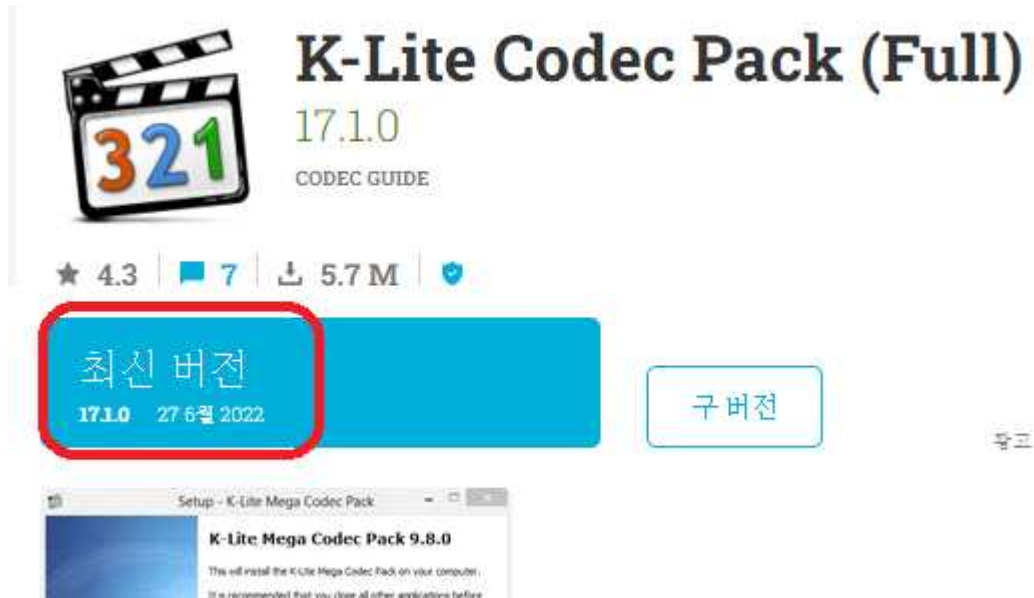 K-Lite Codec Pack (Full)
17.1.0
CODEC GUIDE
321
4.3 7 5.7 M
최신 버전
17.1.0 27 6월 2022
구 버전
광고
Setup - K-Lite Mega Codec Pack
K-Lite Mega Codec Pack 9.8.0
This will install the K-Lite Mega Codec Pack on your computer.
It is recommended that you close all other applications before